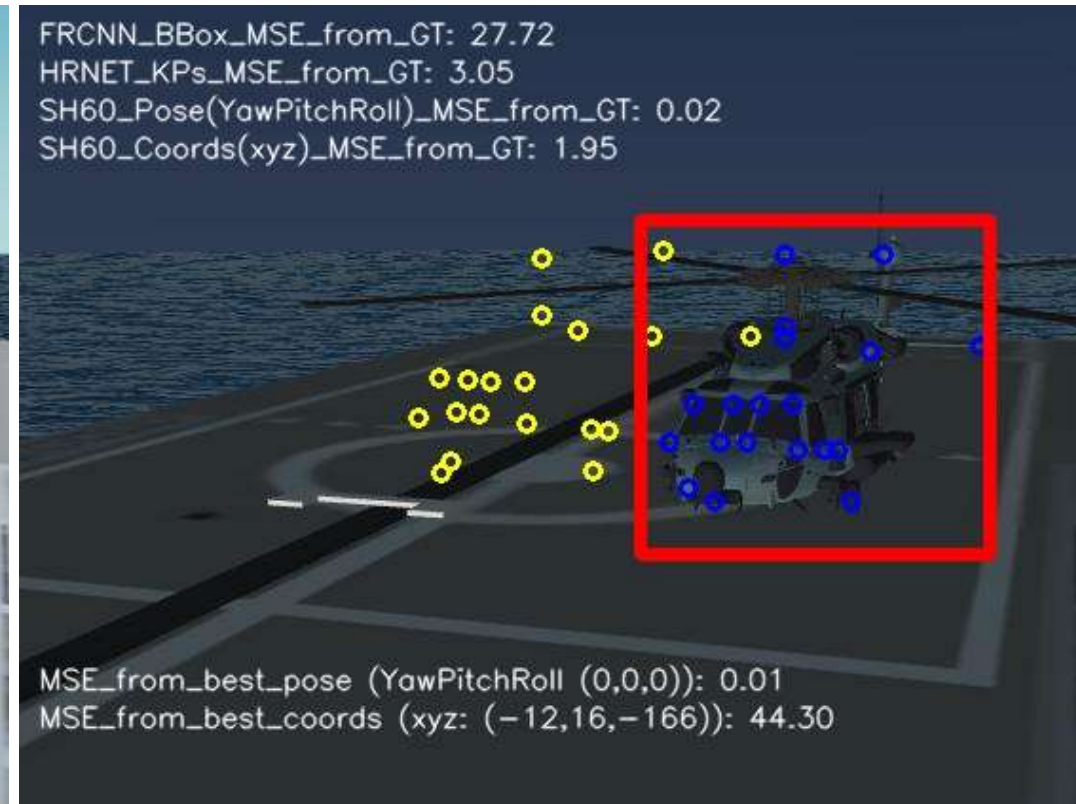 FRCNN_BBox_MSE_from_GT: 27.72
HRNET_KPs_MSE_from_GT: 3.05
SH60_Pose(YawPitchRoll)_MSE_from_GT: 0.02
SH60_Coords(xyz)_MSE_from_GT: 1.95
MSE_from_best_pose (YawPitchRoll (0,0,0)): 0.01
MSE_from_best_coords (xyz: (-12,16,-166)): 44.30